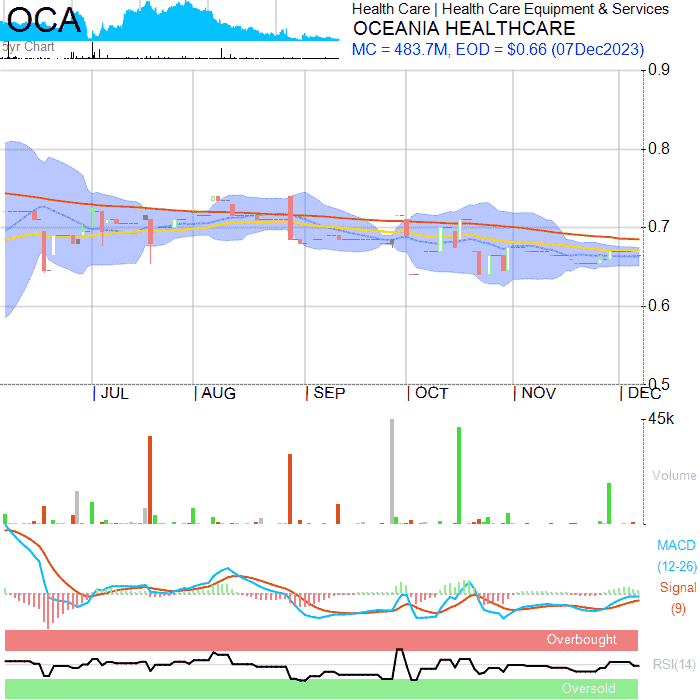 OCA
5yr Chart
Health Care | Health Care Equipment & Services
OCEANIA HEALTHCARE
MC = 483.7M, EOD = $0.66 (07Dec2023)
0.9
0.8
0.7
0.6
0.5
JUL AUG SEP OCT NOV DEC
45k
Volume
MACD
(12-26)
Signal
(9)
Overbought
RSI(14)
Oversold